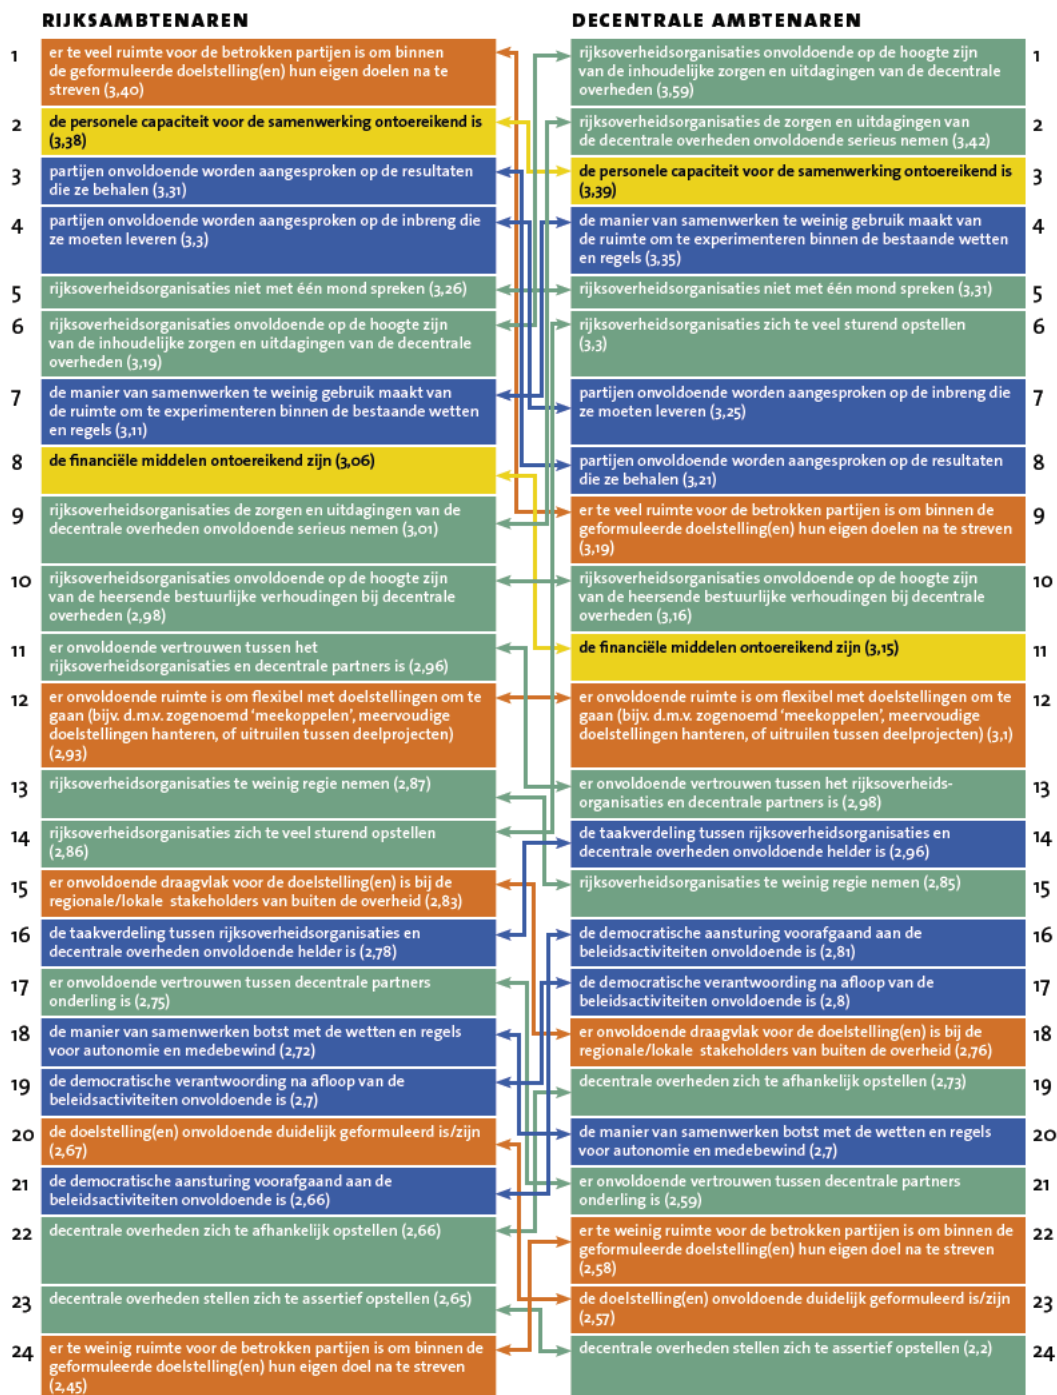 RIJKSAMBTENAREN
1
er te veel ruimte voor de betrokken partijen is om binnen
de geformuleerde doelstelling(en) hun eigen doelen na te
streven (3,40)
2
de personele capaciteit voor de samenwerking ontoereikend is
(3,38)
3
partijen onvoldoende worden aangesproken op de resultaten
die ze behalen (3,31)
4
partijen onvoldoende worden aangesproken op de inbreng die
ze moeten leveren (3,3)
5
rijksoverheidsorganisaties niet met één mond spreken (3,26)
6
rijksoverheidsorganisaties onvoldoende op de hoogte zijn
van de inhoudelijke zorgen en uitdagingen van de decentrale
overheden (3,19)
7
de manier van samenwerken te weinig gebruik maakt van
de ruimte om te experimenteren binnen de bestaande wetten
en regels (3,11)
8
de financiële middelen ontoereikend zijn (3,06)
9
rijksoverheidsorganisaties de zorgen en uitdagingen van de
decentrale overheden onvoldoende serieus nemen (3,01)
10
rijksoverheidsorganisaties onvoldoende op de hoogte zijn
van de heersende bestuurlijke verhoudingen bij decentrale
overheden (2,98)
11
er onvoldoende vertrouwen tussen het
rijksoverheidsorganisaties en decentrale partners is (2,96)
12
er onvoldoende ruimte is om flexibel met doelstellingen om te
gaan (bijv. d.m.v. zogenoemd ‘meekoppelen’, meervoudige
doelstellingen hanteren, of uitruilen tussen deelprojecten)
(2,93)
13
rijksoverheidsorganisaties te weinig regie nemen (2,87)
14
rijksoverheidsorganisaties zich te veel sturend opstellen
(2,86)
15
er onvoldoende draagvlak voor de doelstelling(en) is bij de
regionale/lokale stakeholders van buiten de overheid (2,83)
16
de taakverdeling tussen rijksoverheidsorganisaties en
decentrale overheden onvoldoende helder is (2,78)
17
er onvoldoende vertrouwen tussen decentrale partners
onderling is (2,75)
18
de manier van samenwerken botst met de wetten en regels
voor autonomie en medebewind (2,72)
19
de democratische verantwoording na afloop van de
beleidsactiviteiten onvoldoende is (2,7)
20
de doelstelling(en) onvoldoende duidelijk geformuleerd is/zijn
(2,67)
21
de democratische aansturing voorafgaand aan de
beleidsactiviteiten onvoldoende is (2,66)
22
decentrale overheden zich te afhankelijk opstellen (2,66)
23
decentrale overheden stellen zich te assertief opstellen (2,65)
24
er te weinig ruimte voor de betrokken partijen is om binnen de
geformuleerde doelstelling(en) hun eigen doel na te streven
(2,45)
DECENTRALE AMBTENAREN
rijksoverheidsorganisaties onvoldoende op de hoogte zijn
van de inhoudelijke zorgen en uitdagingen van de decentrale
overheden (3,59)
1
rijksoverheidsorganisaties de zorgen en uitdagingen van
de decentrale overheden onvoldoende serieus nemen (3,42)
2
de personele capaciteit voor de samenwerking ontoereikend is
(3,39)
3
de manier van samenwerken te weinig gebruik maakt van
de ruimte om te experimenteren binnen de bestaande wetten
en regels (3,35)
4
rijksoverheidsorganisaties niet met één mond spreken (3,31)
5
rijksoverheidsorganisaties zich te veel sturend opstellen
(3,3)
6
partijen onvoldoende worden aangesproken op de inbreng die
ze moeten leveren (3,25)
7
partijen onvoldoende worden aangesproken op de resultaten
die ze behalen (3,21)
8
er te veel ruimte voor de betrokken partijen is om binnen de
geformuleerde doelstelling(en) hun eigen doelen na te streven
(3,19)
9
rijksoverheidsorganisaties onvoldoende op de hoogte zijn
van de heersende bestuurlijke verhoudingen bij decentrale
overheden (3,16)
10
de financiële middelen ontoereikend zijn (3,15)
11
er onvoldoende ruimte is om flexibel met doelstellingen om te
gaan (bijv. d.m.v. zogenoemd ‘meekoppelen’, meervoudige
doelstellingen hanteren, of uitruilen tussen deelprojecten) (3,1)
12
er onvoldoende vertrouwen tussen het rijksoverheids-
organisaties en decentrale partners is (2,98)
13
de taakverdeling tussen rijksoverheidsorganisaties en
decentrale overheden onvoldoende helder is (2,96)
14
rijksoverheidsorganisaties te weinig regie nemen (2,85)
15
de democratische aansturing voorafgaand aan de
beleidsactiviteiten onvoldoende is (2,81)
16
de democratische verantwoording na afloop van de
beleidsactiviteiten onvoldoende is (2,8)
17
er onvoldoende draagvlak voor de doelstelling(en) is bij de
regionale/lokale stakeholders van buiten de overheid (2,76)
18
decentrale overheden zich te afhankelijk opstellen (2,73)
19
de manier van samenwerken botst met de wetten en regels
voor autonomie en medebewind (2,7)
20
er onvoldoende vertrouwen tussen decentrale partners
onderling is (2,59)
21
er te weinig ruimte voor de betrokken partijen is om binnen de
geformuleerde doelstelling(en) hun eigen doel na te streven
(2,58)
22
de doelstelling(en) onvoldoende duidelijk geformuleerd is/zijn
(2,57)
23
decentrale overheden stellen zich te assertief opstellen (2,2)
24